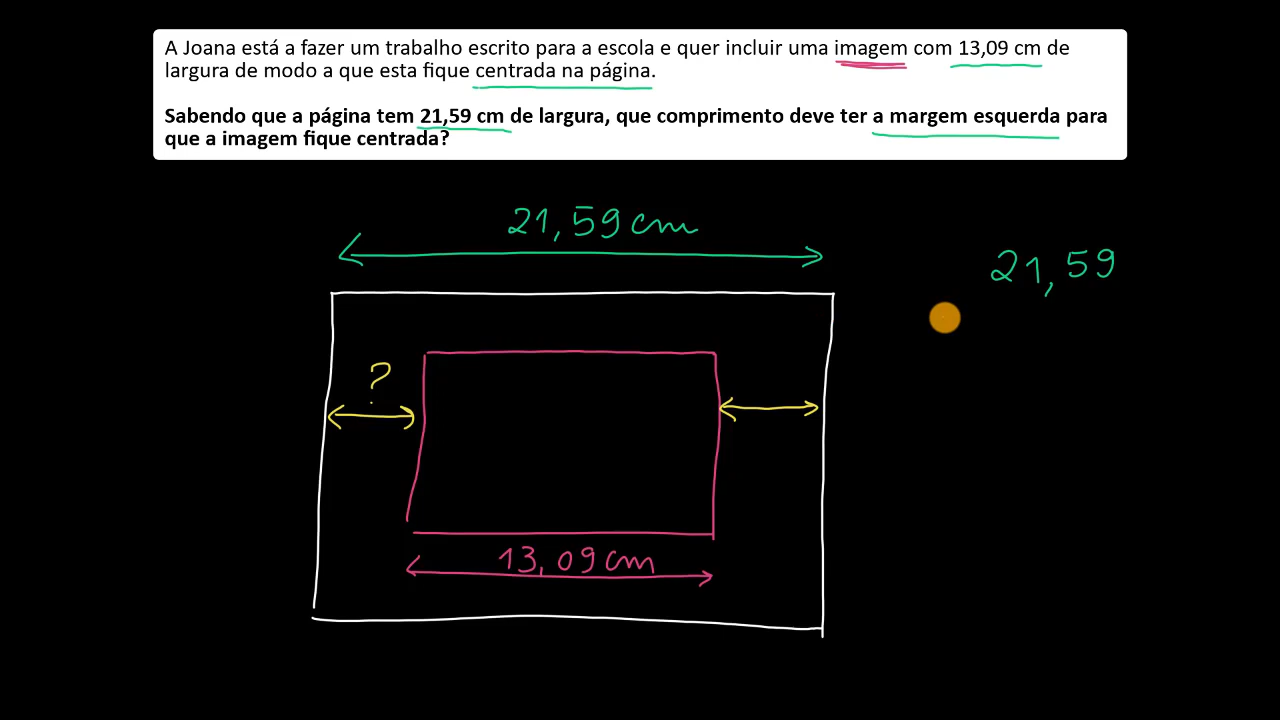 A Joana está a fazer um trabalho escrito para a escola e quer incluir uma imagem com 13,09 cm de
largura de modo a que esta fique centrada na página.
Sabendo que a página tem 21,59 cm de largura, que comprimento deve ter a margem esquerda para
que a imagem fique centrada?
21,59 cm
21,59
?
13,09 cm